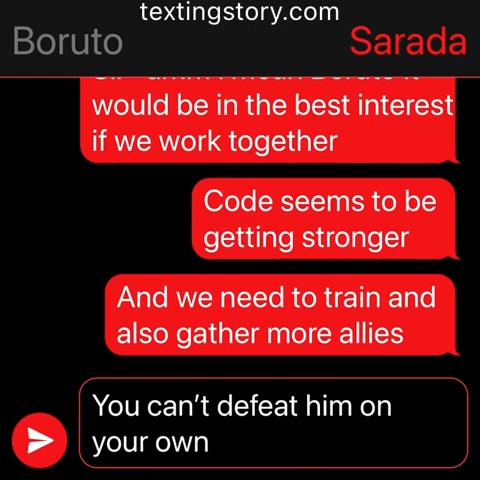 textingstory.com
Boruto
Sarada
would be in the best interest
if we work together
Code seems to be
getting stronger
And we need to train and
also gather more allies
You can't defeat him on
your own